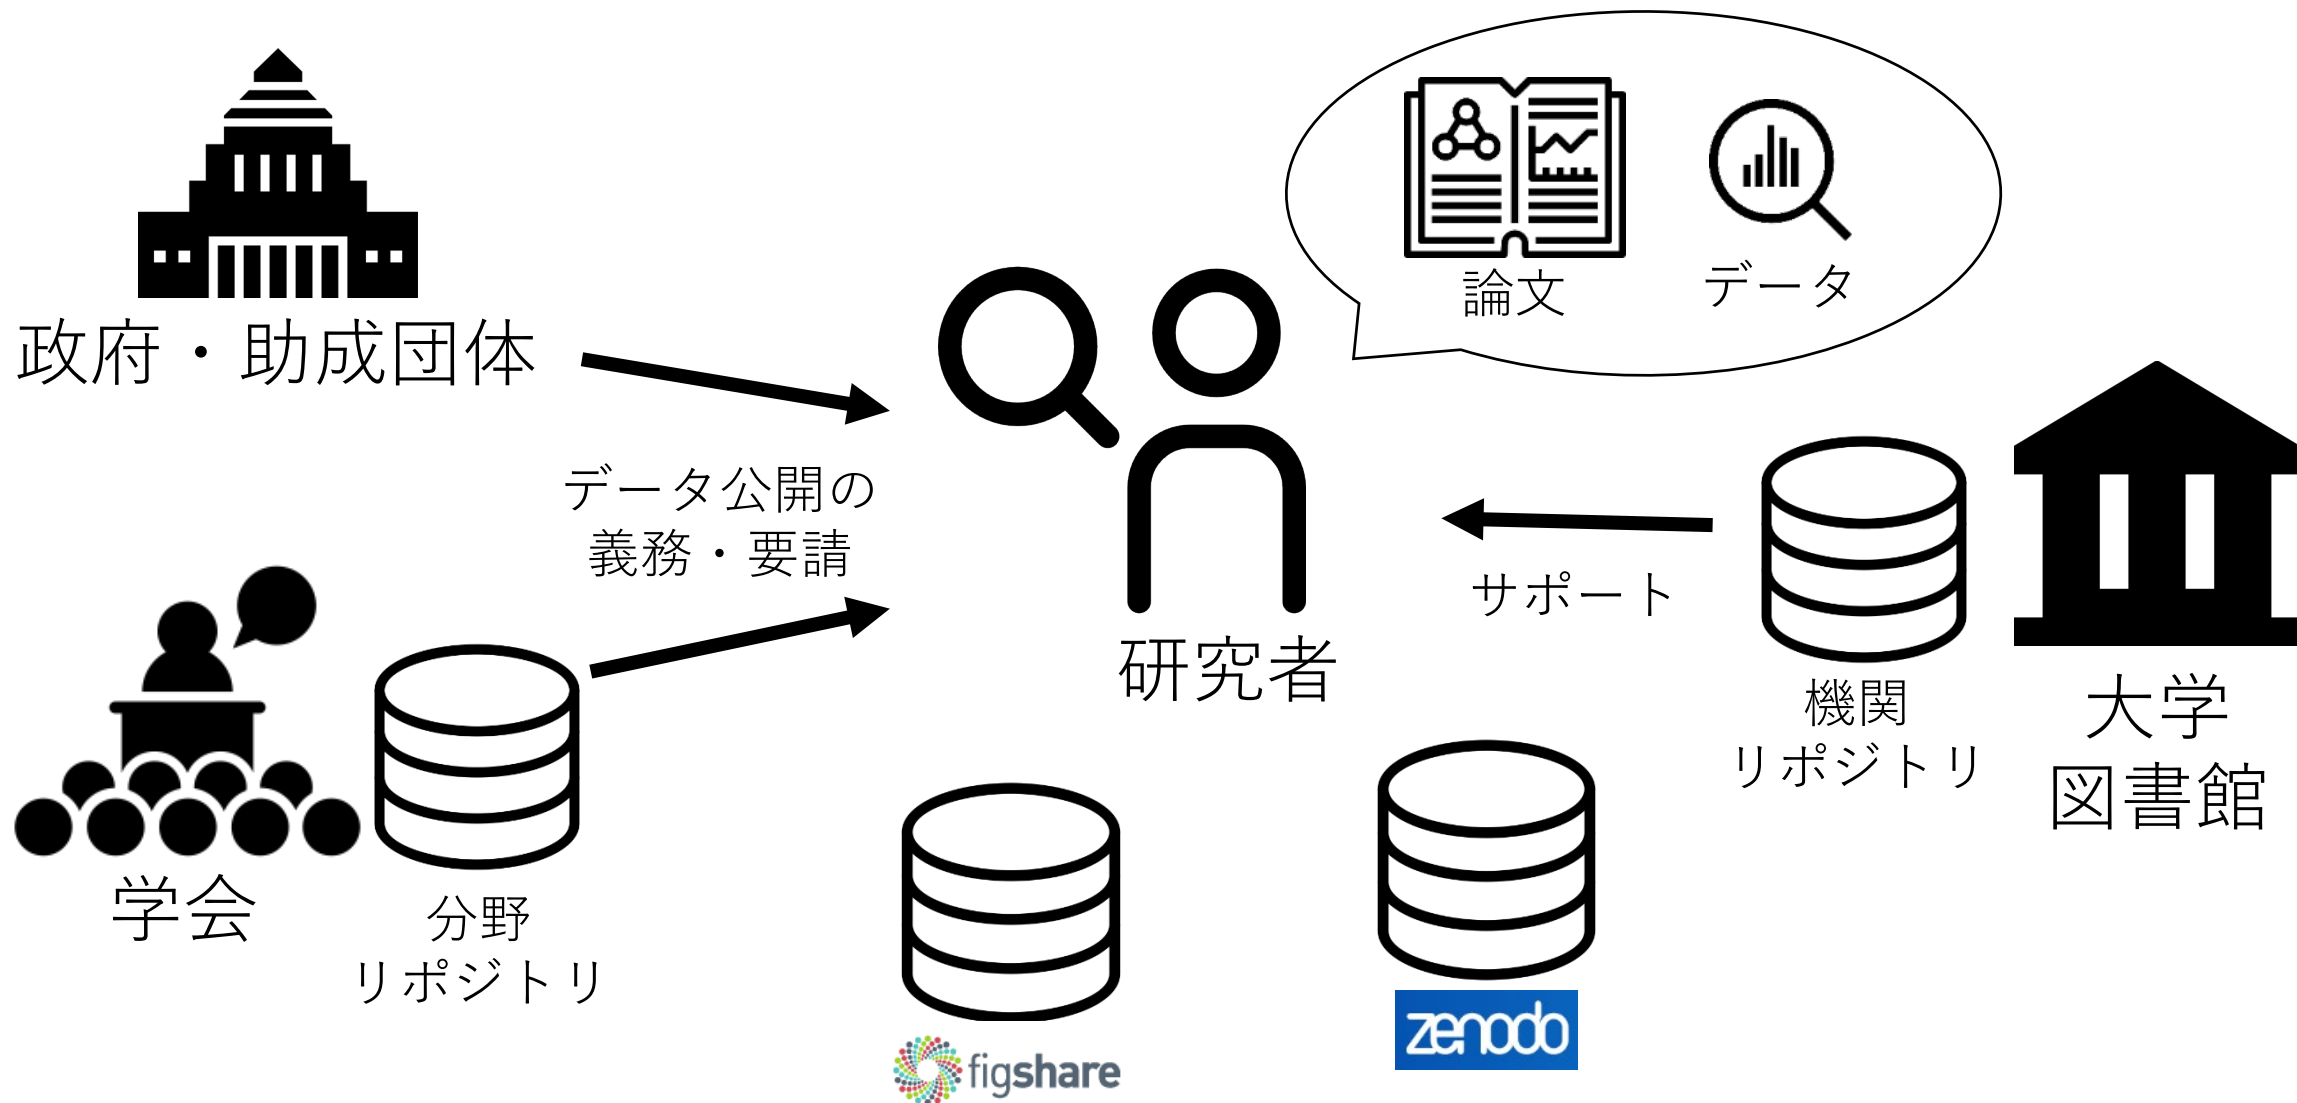 論文
データ
政府・助成団体
データ公開の
義務・要請
サポート
研究者
機関
リポジトリ
大学
図書館
学会
分野
リポジトリ
zenodo
figshare